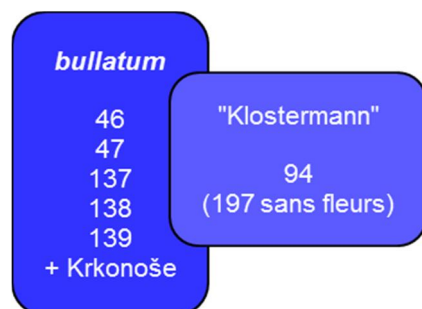 bullatum
46
47
137
138
139
+ Krkonoše
"Klostermann"
94
(197 sans fleurs)